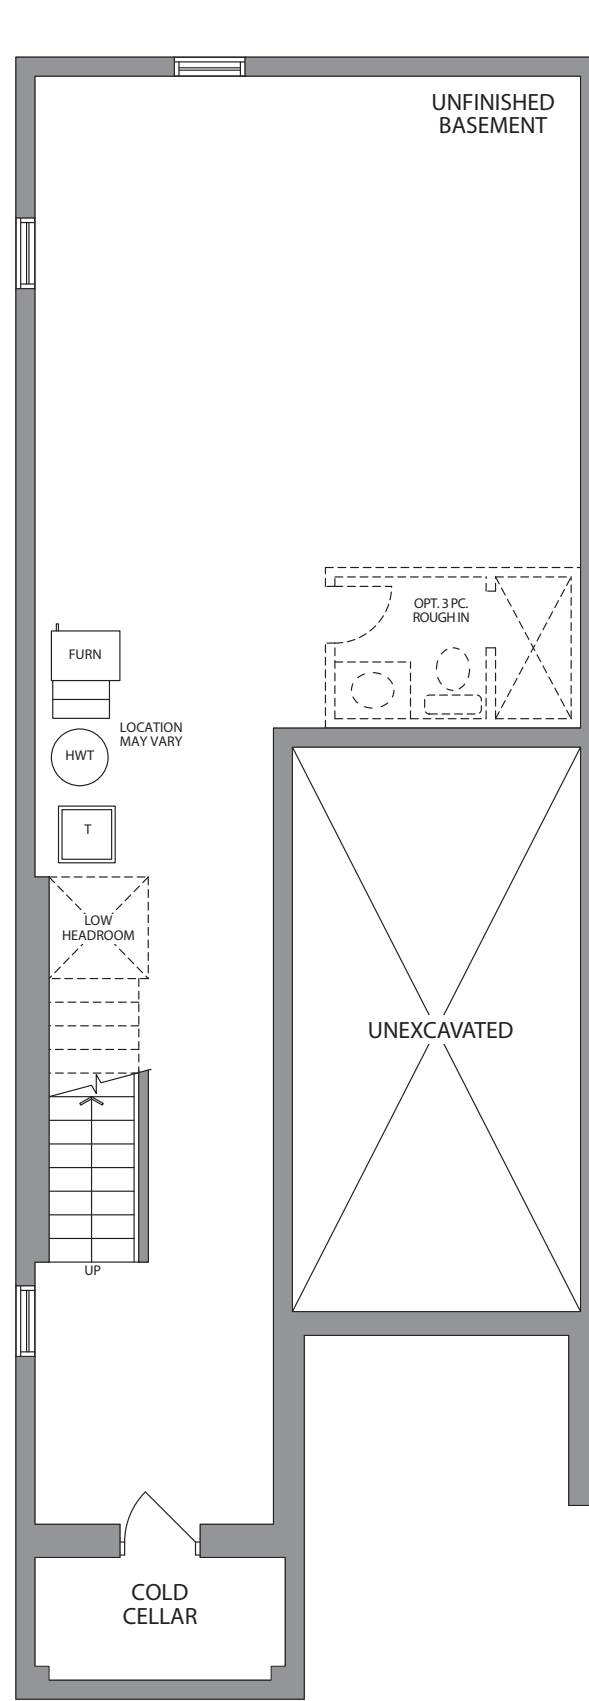 UNFINISHED
BASEMENT
OPT. 3 PC.
ROUGH IN
FURN
LOCATION
MAY VARY
HWT
T
LOW
HEADROOM
UNEXCAVATED
UP
COLD
CELLAR